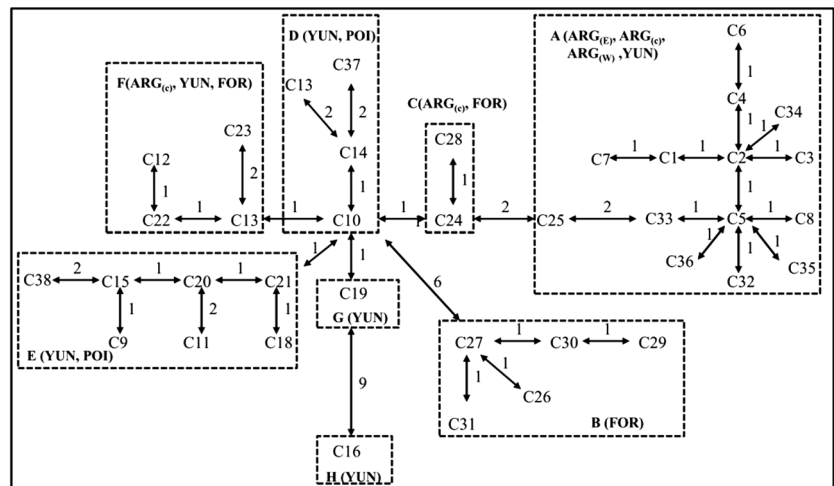 D (YUN, POI)
C37
C13
2
2
C14
1
C10
F(ARG(c), YUN, FOR)
C23
C12
1
2
C22
1
C13
1
C(ARG(c), FOR)
C28
1
C24
1
1
2
A (ARG(E), ARG(c),
ARG(W) ,YUN)
C6
1
C4
1
C34
1
C7
1
C1
1
C2
1
C3
1
C25
2
C33
1
C5
1
C8
1
C36
1
C32
1
C35
1
C38
2
C15
1
C20
1
C21
1
2
1
C9
C11
C18
E (YUN, POI)
1
C19
G (YUN)
9
C16
H (YUN)
6
C27
1
C30
1
C29
1
1
C26
C31
B (FOR)